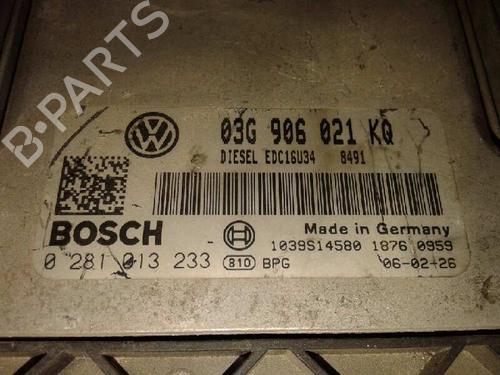 B-PARTS
03G 906 021 KQ
DIESEL EDC16U34 8491
BOSCH
Made in Germany
1039S14580 1876 0959
0 281 013 233 810 BPG 06-02-26